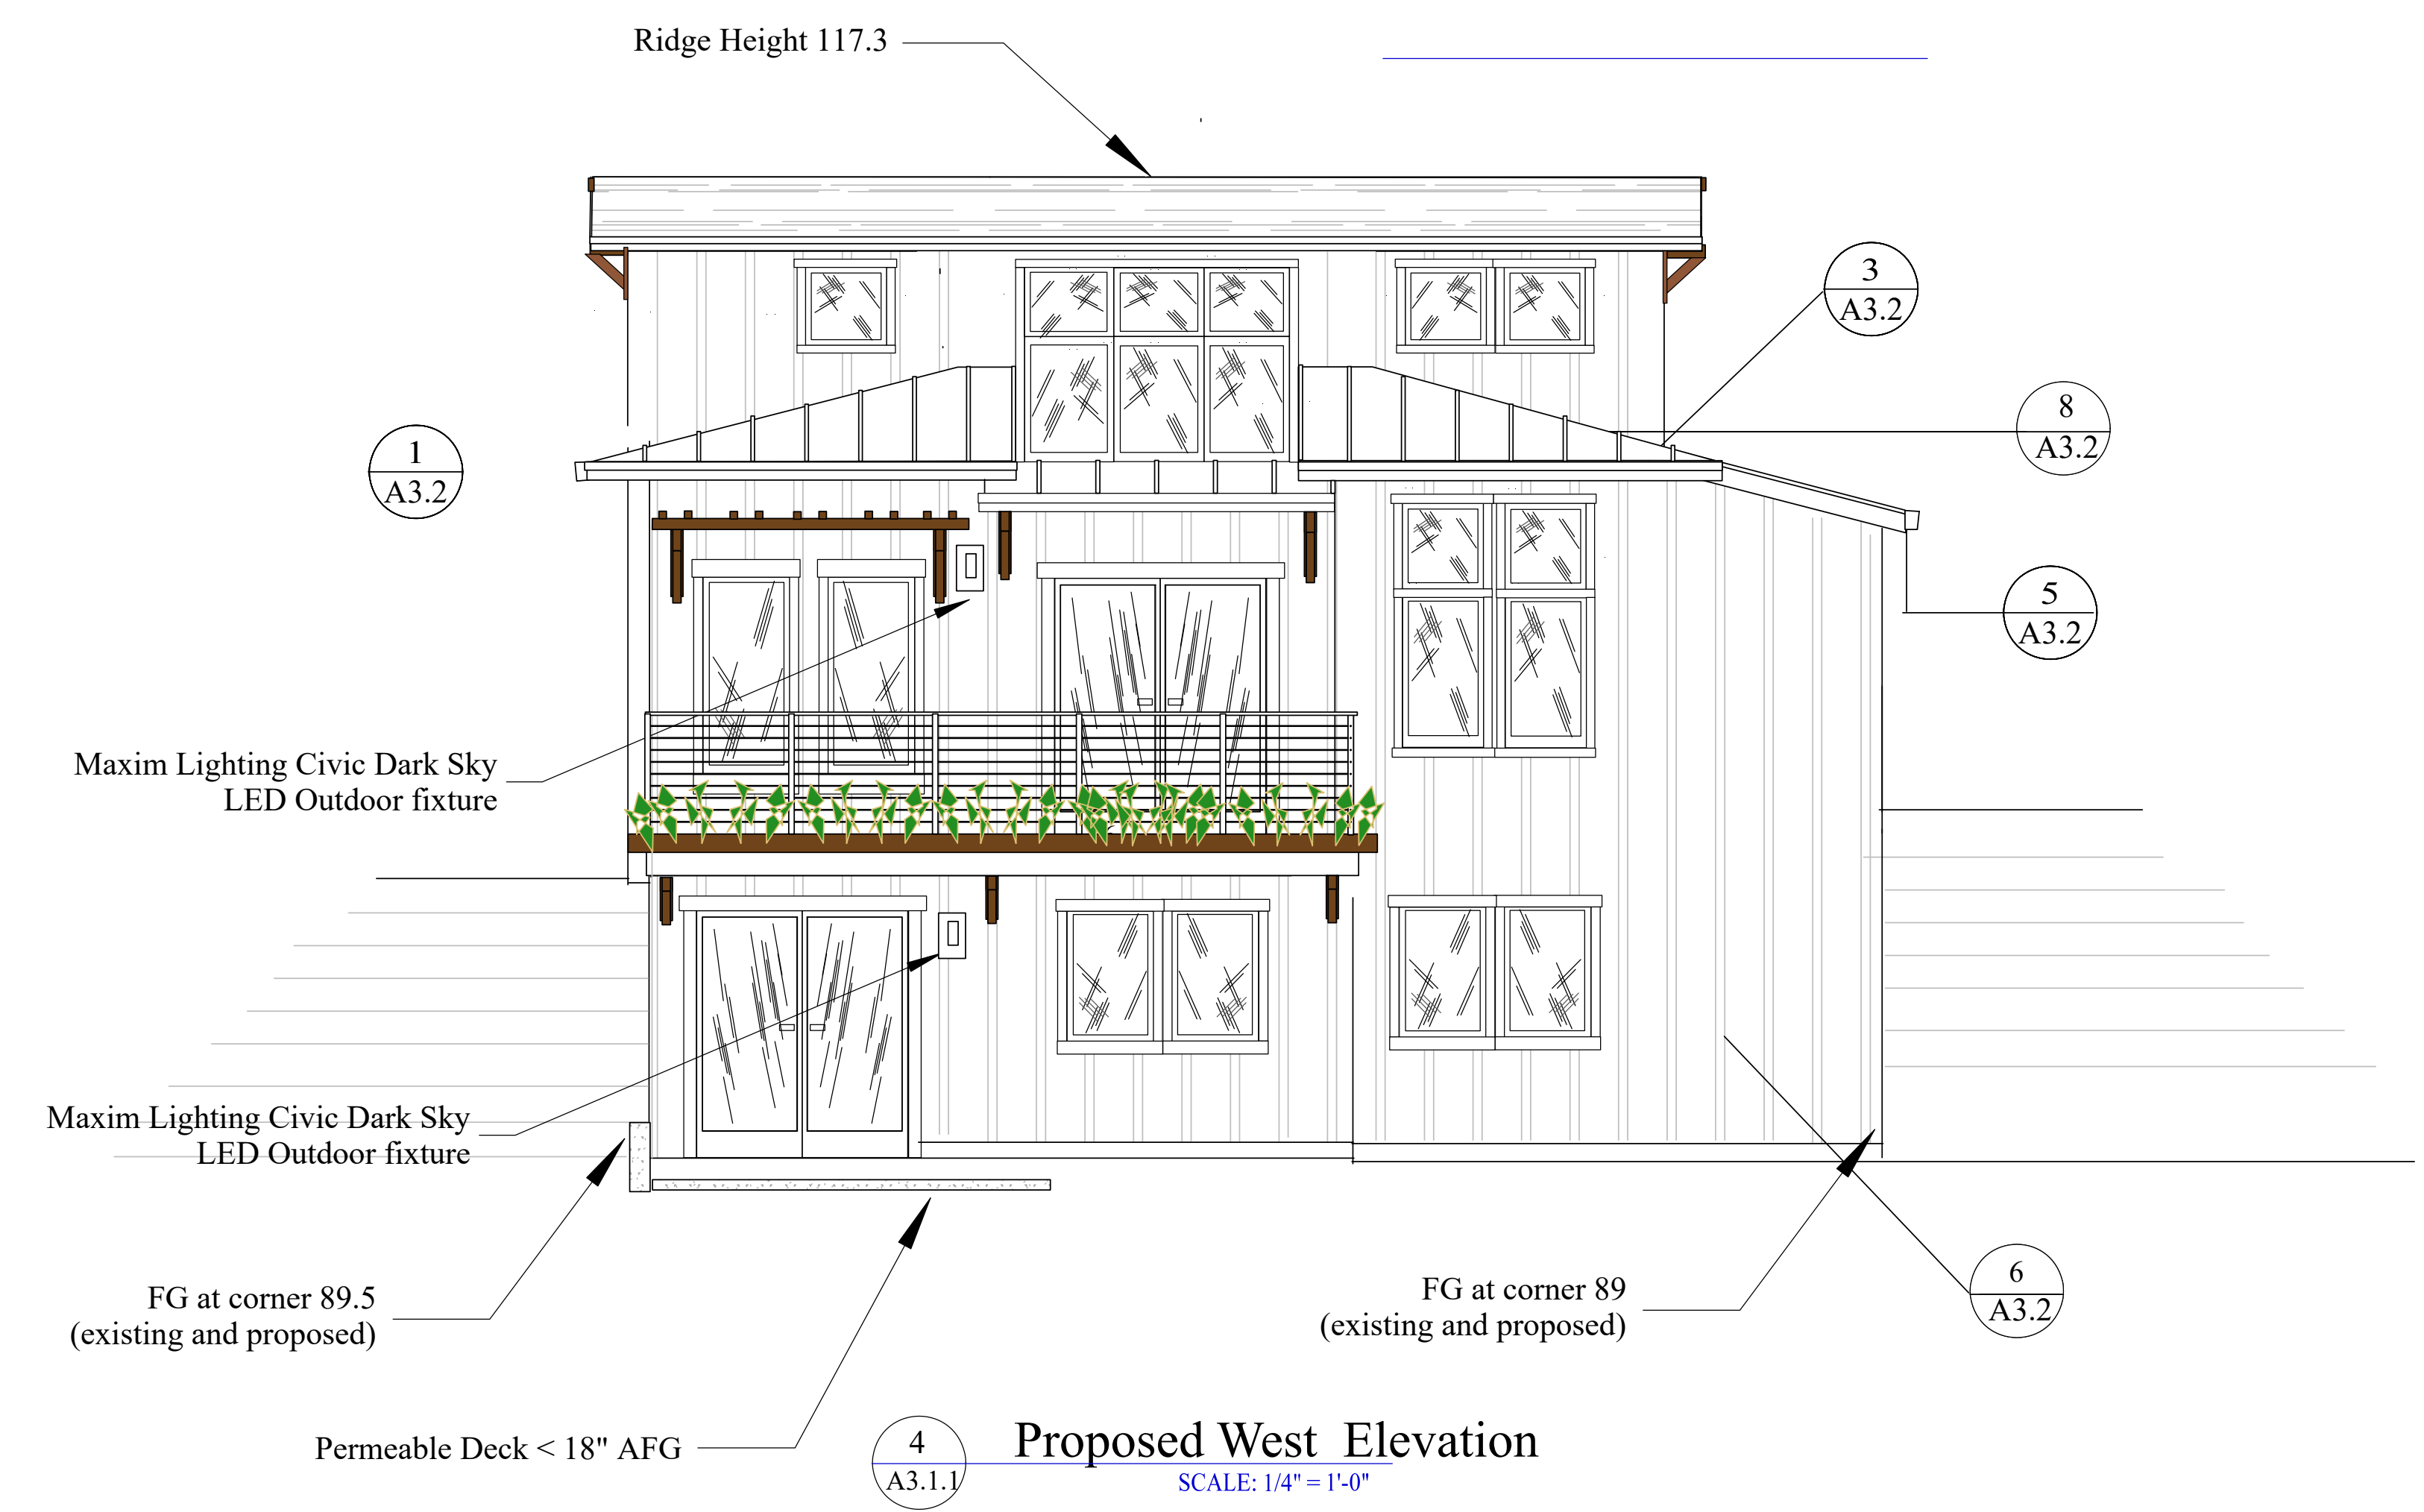 Ridge Height 117.3
3
A3.2
8
A3.2
1
A3.2
5
A3.2
Maxim Lighting Civic Dark Sky
LED Outdoor fixture
Maxim Lighting Civic Dark Sky
LED Outdoor fixture
FG at corner 89.5
(existing and proposed)
FG at corner 89
(existing and proposed)
6
A3.2
Permeable Deck < 18" AFG
4
A3.1.1
Proposed West Elevation
SCALE: 1/4" = 1'-0"